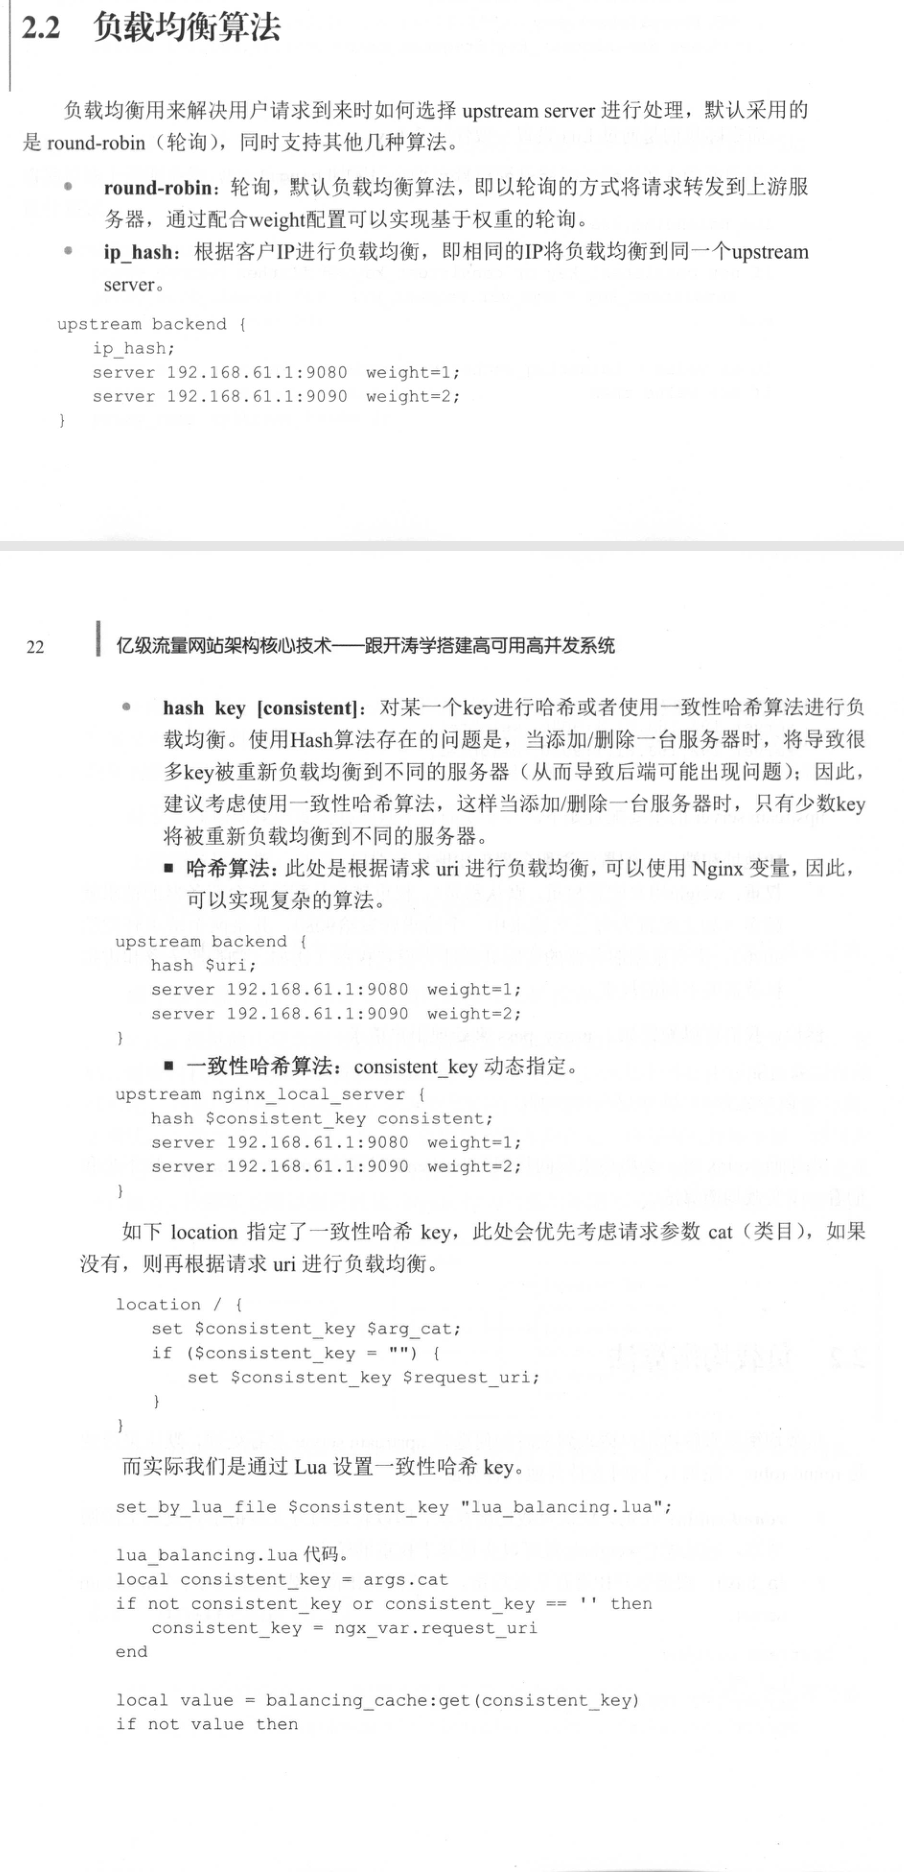 2.2 负载均衡算法
负载均衡用来解决用户请求到来时如何选择 upstream server 进行处理，默认采用的
是 round-robin（轮询），同时支持其他几种算法。
● round-robin：轮询，默认负载均衡算法，即以轮询的方式将请求转发到上游服
务器，通过配合weight配置可以实现基于权重的轮询。
● ip_hash：根据客户IP进行负载均衡，即相同的IP将负载均衡到同一个upstream
server。
upstream backend {
ip_hash;
server 192.168.61.1:9080 weight=1;
server 192.168.61.1:9090 weight=2;
}
22 亿级流量网站架构核心技术——跟开涛学搭建高可用高并发系统
● hash key [consistent]：对某一个key进行哈希或者使用一致性哈希算法进行负
载均衡。使用Hash算法存在的问题是，当添加/删除一台服务器时，将导致很
多key被重新负载均衡到不同的服务器（从而导致后端可能出现问题）；因此，
建议考虑使用一致性哈希算法，这样当添加/删除一台服务器时，只有少数key
将被重新负载均衡到不同的服务器。
■ 哈希算法：此处是根据请求 uri 进行负载均衡，可以使用 Nginx 变量，因此，
可以实现复杂的算法。
upstream backend {
hash $uri;
server 192.168.61.1:9080 weight=1;
server 192.168.61.1:9090 weight=2;
}
■ 一致性哈希算法：consistent_key 动态指定。
upstream nginx_local_server {
hash $consistent_key consistent;
server 192.168.61.1:9080 weight=1;
server 192.168.61.1:9090 weight=2;
}
如下 location 指定了一致性哈希 key，此处会优先考虑请求参数 cat（类目），如果
没有，则再根据请求 uri 进行负载均衡。
location / {
set $consistent_key $arg_cat;
if ($consistent_key = "") {
set $consistent_key $request_uri;
}
}
而实际我们是通过 Lua 设置一致性哈希 key。
set_by_lua_file $consistent_key "lua_balancing.lua";
lua_balancing.lua 代码。
local consistent_key = args.cat
if not consistent_key or consistent_key == '' then
consistent_key = ngx_var.request_uri
end
local value = balancing_cache:get(consistent_key)
if not value then